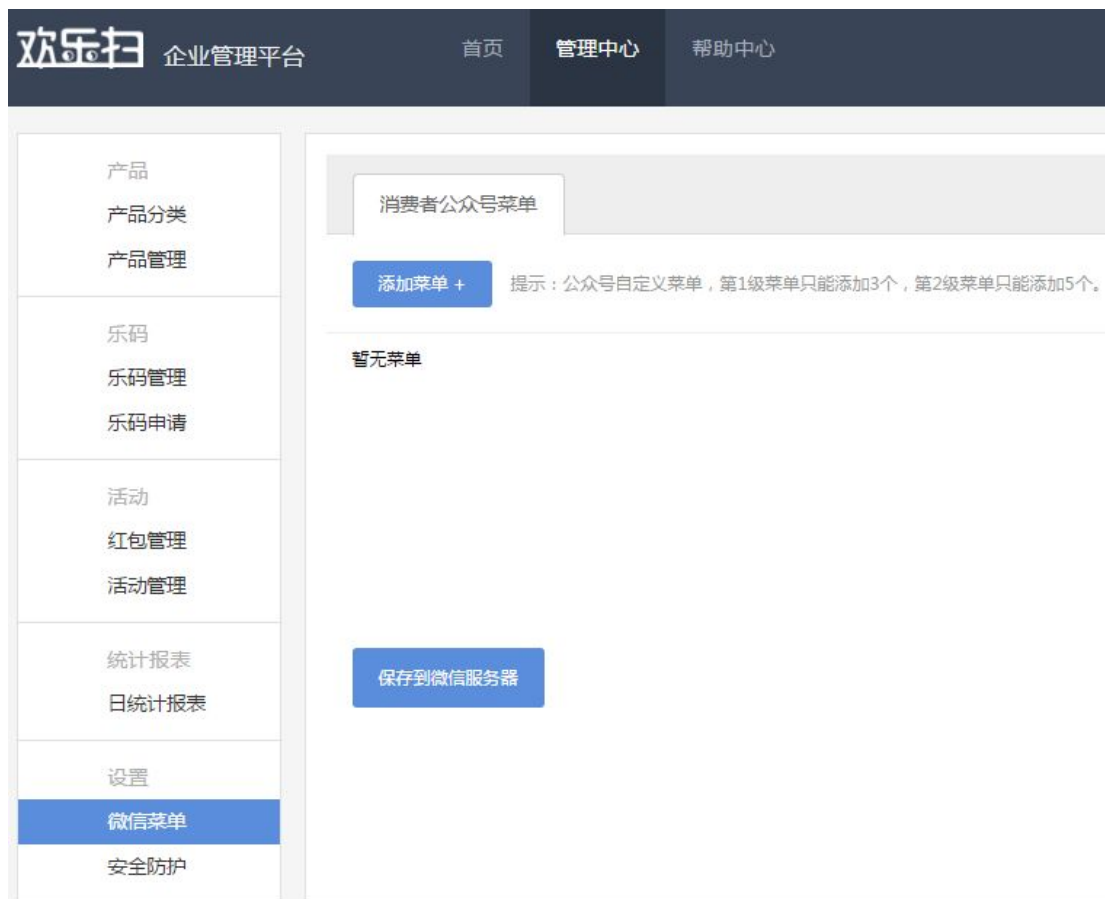 欢乐扫 企业管理平台 首页 管理中心 帮助中心
产品
产品分类
产品管理
乐码
乐码管理
乐码申请
活动
红包管理
活动管理
统计报表
日统计报表
设置
微信菜单
安全防护
消费者公众号菜单
添加菜单 + 提示：公众号自定义菜单，第1级菜单只能添加3个，第2级菜单只能添加5个。
暂无菜单
保存到微信服务器